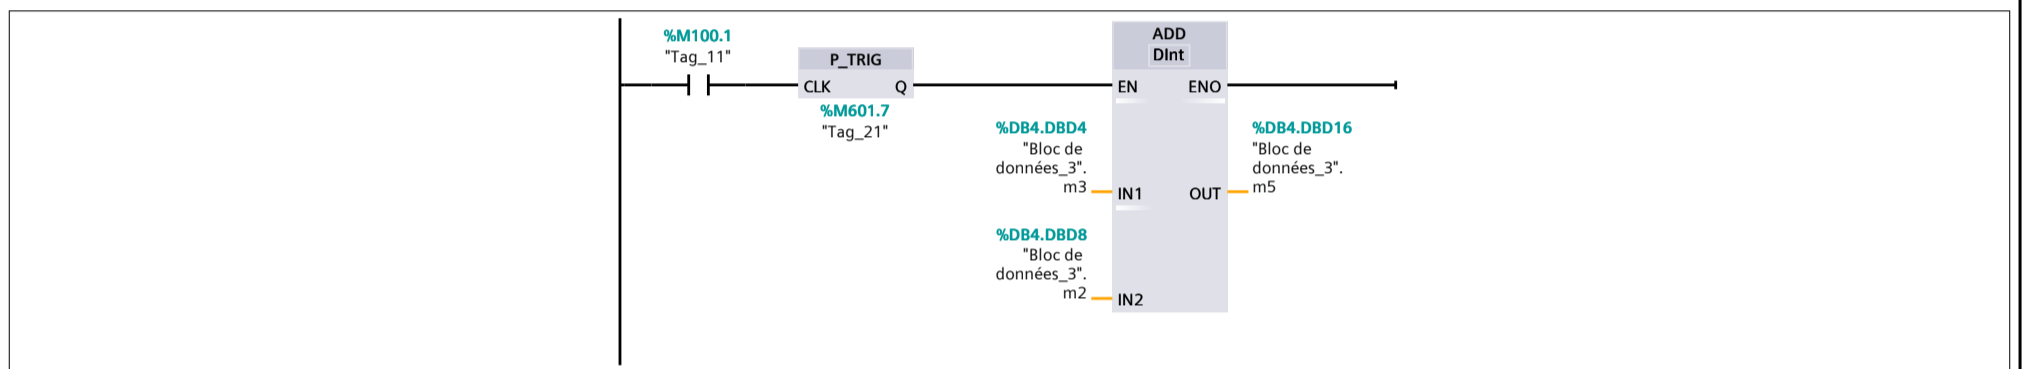 %M100.1
"Tag_11"
P_TRIG
CLK Q
%M601.7
"Tag_21"
ADD
DInt
EN ENO
%DB4.DBD4
"Bloc de
données_3".
m3
IN1
%DB4.DBD16
"Bloc de
données_3".
m5
OUT
%DB4.DBD8
"Bloc de
données_3".
m2
IN2